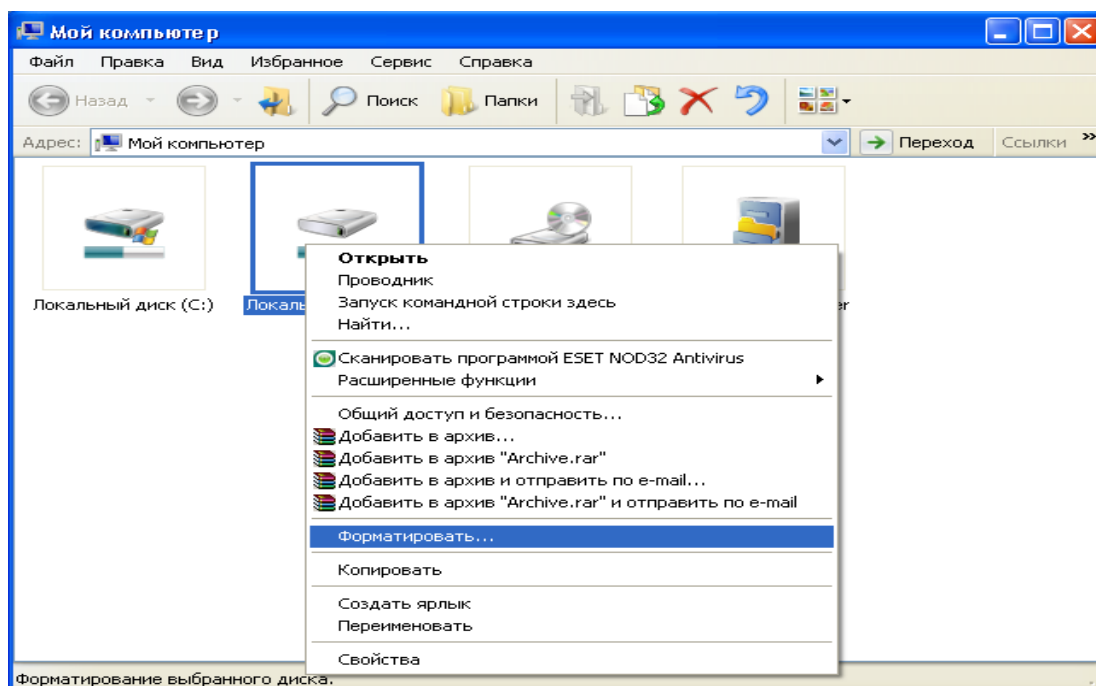 Мой компьютер
Файл Правка Вид Избранное Сервис Справка
Назад Поиск Папки
Адрес: Мой компьютер Переход Ссылки »
Локальный диск (C:)
Открыть
Проводник
Запуск командной строки здесь
Найти...
Сканировать программой ESET NOD32 Antivirus
Расширенные функции
Общий доступ и безопасность...
Добавить в архив...
Добавить в архив "Archive.rar"
Добавить в архив и отправить по e-mail...
Добавить в архив "Archive.rar" и отправить по e-mail
Форматировать...
Копировать
Создать ярлык
Переименовать
Свойства
Форматирование выбранного диска.